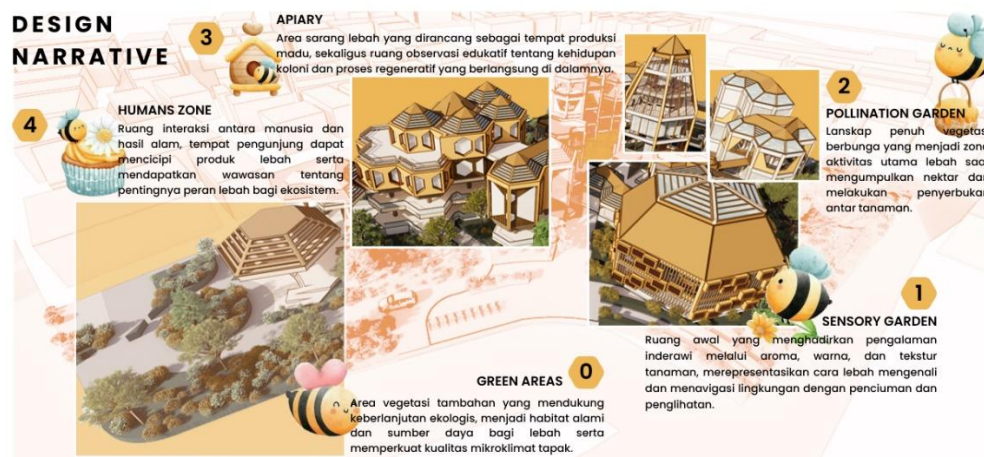 DESIGN
NARRATIVE
3
APIARY
Area sarang lebah yang dirancang sebagai tempat produksi
madu, sekaligus ruang observasi edukatif tentang kehidupan
koloni dan proses regeneratif yang berlangsung di dalamnya.
4
HUMANS ZONE
Ruang interaksi antara manusia dan
hasil alam, tempat pengunjung dapat
mencicipi produk lebah serta
mendapatkan wawasan tentang
pentingnya peran lebah bagi ekosistem.
2
POLLINATION GARDEN
Lanskap penuh vegetas
berbunga yang menjadi zona
aktivitas utama lebah saa
mengumpulkan nektar dan
melakukan penyerbukan
antar tanaman.
1
SENSORY GARDEN
Ruang awal yang menghadirkan pengalaman
inderawi melalui aroma, warna, dan tekstur
tanaman, merepresentasikan cara lebah mengenali
dan menavigasi lingkungan dengan penciuman dan
penglihatan.
GREEN AREAS
0
Area vegetasi tambahan yang mendukung
keberlanjutan ekologis, menjadi habitat alami
dan sumber daya bagi lebah serta
memperkuat kualitas mikroklimat tapak.